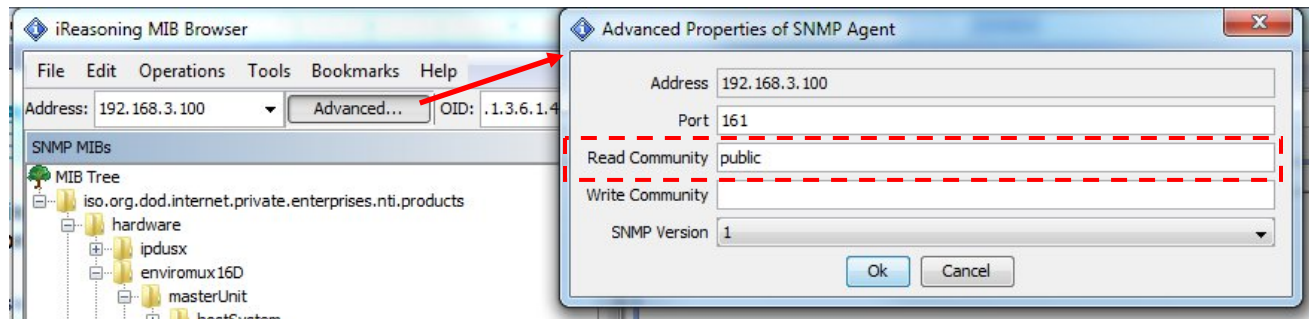 iReasoning MIB Browser
File Edit Operations Tools Bookmarks Help
Address: 192.168.3.100 Advanced... OID: .1.3.6.1.4
SNMP MIBs
MIB Tree
iso.org.dod.internet.private.enterprises.nti.products
hardware
ipdusx
enviromux16D
masterUnit
hostSystem
Advanced Properties of SNMP Agent
Address 192.168.3.100
Port 161
Read Community public
Write Community
SNMP Version 1
Ok Cancel